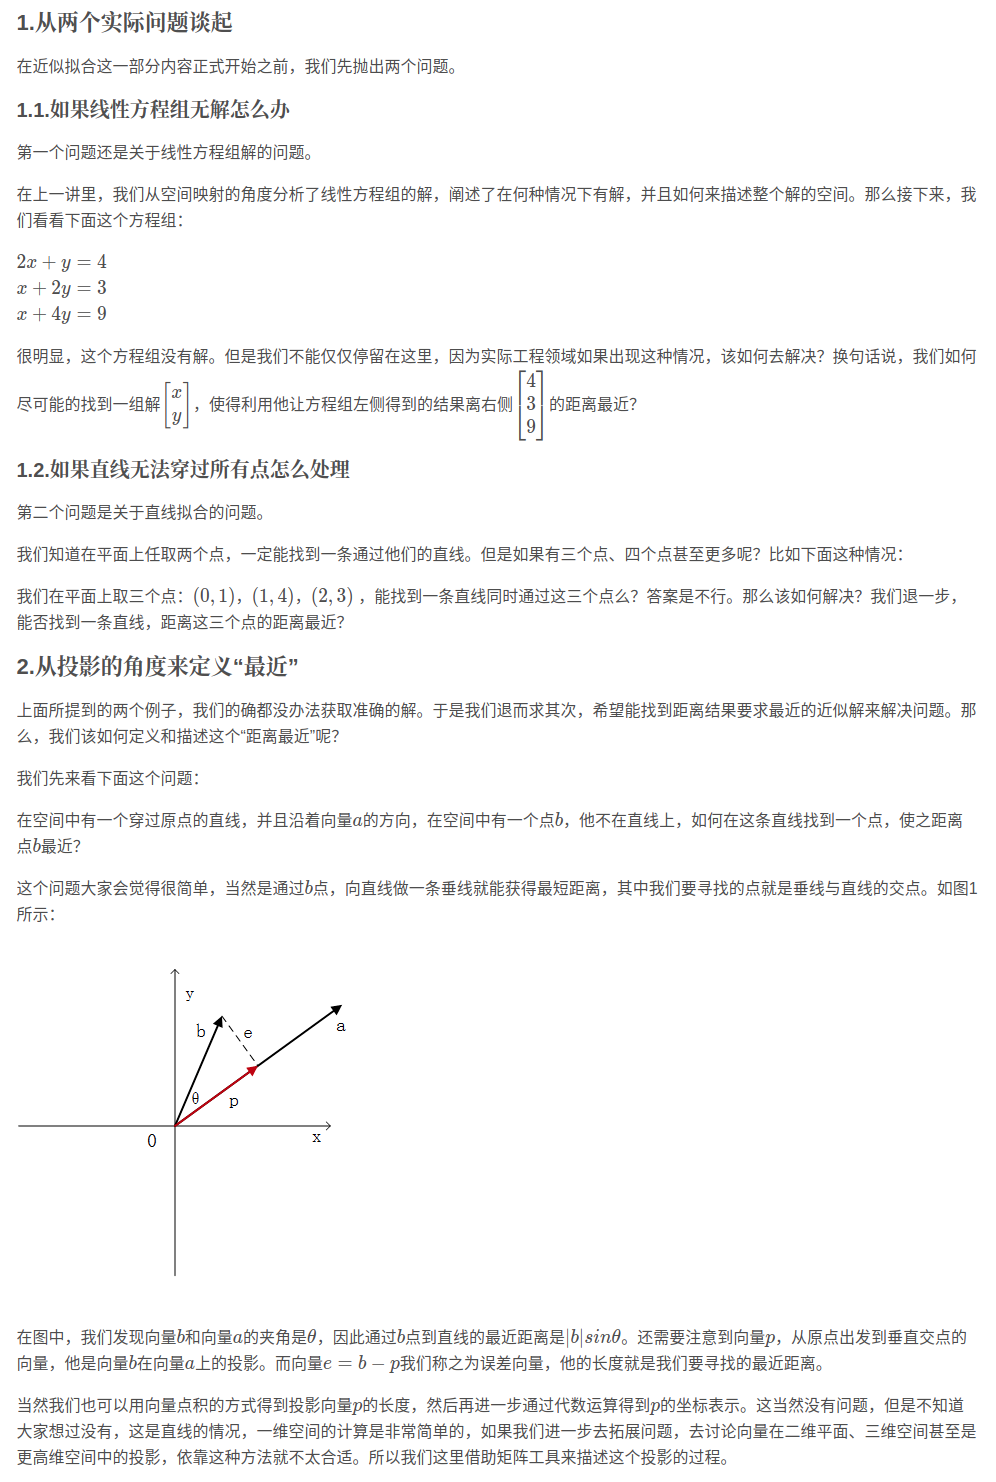 1.从两个实际问题谈起
在近似拟合这一部分内容正式开始之前，我们先抛出两个问题。
1.1.如果线性方程组无解怎么办
第一个问题还是关于线性方程组解的问题。
在上一讲里，我们从空间映射的角度分析了线性方程组的解，阐述了在何种情况下有解，并且如何来描述整个解的空间。那么接下来，我
们看看下面这个方程组：
2x + y = 4
x + 2y = 3
x + 4y = 9
很明显，这个方程组没有解。但是我们不能仅仅停留在这里，因为实际工程领域如果出现这种情况，该如何去解决？换句话说，我们如何
尽可能的找到一组解[x y]，使得利用他让方程组左侧得到的结果离右侧[4 3 9]的距离最近？
1.2.如果直线无法穿过所有点怎么处理
第二个问题是关于直线拟合的问题。
我们知道在平面上任取两个点，一定能找到一条通过他们的直线。但是如果有三个点、四个点甚至更多呢？比如下面这种情况：
我们在平面上取三个点：(0, 1)，(1, 4)，(2, 3) ，能找到一条直线同时通过这三个点么？答案是不行。那么该如何解决？我们退一步，
能否找到一条直线，距离这三个点的距离最近？
2.从投影的角度来定义“最近”
上面所提到的两个例子，我们的确都没办法获取准确的解。于是我们退而求其次，希望能找到距离结果要求最近的近似解来解决问题。那
么，我们该如何定义和描述这个“距离最近”呢？
我们先来看下面这个问题：
在空间中有一个穿过原点的直线，并且沿着向量a的方向，在空间中有一个点b，他不在直线上，如何在这条直线找到一个点，使之距离
点b最近？
这个问题大家会觉得很简单，当然是通过b点，向直线做一条垂线就能获得最短距离，其中我们要寻找的点就是垂线与直线的交点。如图1
所示：
y
b
e
a
θ
p
0
x
在图中，我们发现向量b和向量a的夹角是θ，因此通过b点到直线的最近距离是|b|sinθ。还需要注意到向量p，从原点出发到垂直交点的
向量，他是向量b在向量a上的投影。而向量e = b − p我们称之为误差向量，他的长度就是我们要寻找的最近距离。
当然我们也可以用向量点积的方式得到投影向量p的长度，然后再进一步通过代数运算得到p的坐标表示。这当然没有问题，但是不知道
大家想过没有，这是直线的情况，一维空间的计算是非常简单的，如果我们进一步去拓展问题，去讨论向量在二维平面、三维空间甚至是
更高维空间中的投影，依靠这种方法就不太合适。所以我们这里借助矩阵工具来描述这个投影的过程。